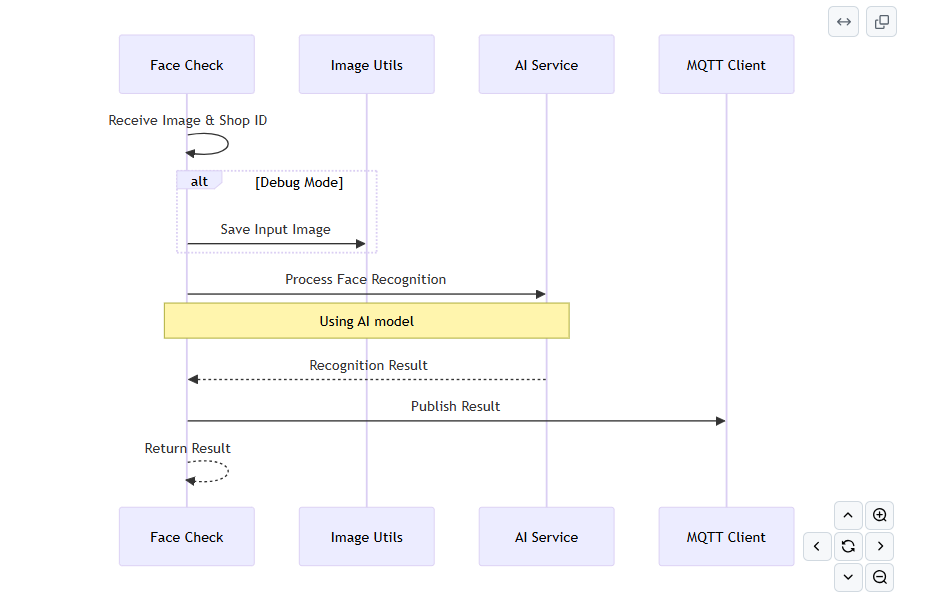 Face Check
Image Utils
AI Service
MQTT Client
Receive Image & Shop ID
alt
[Debug Mode]
Save Input Image
Process Face Recognition
Using AI model
Recognition Result
Publish Result
Return Result
Face Check
Image Utils
AI Service
MQTT Client